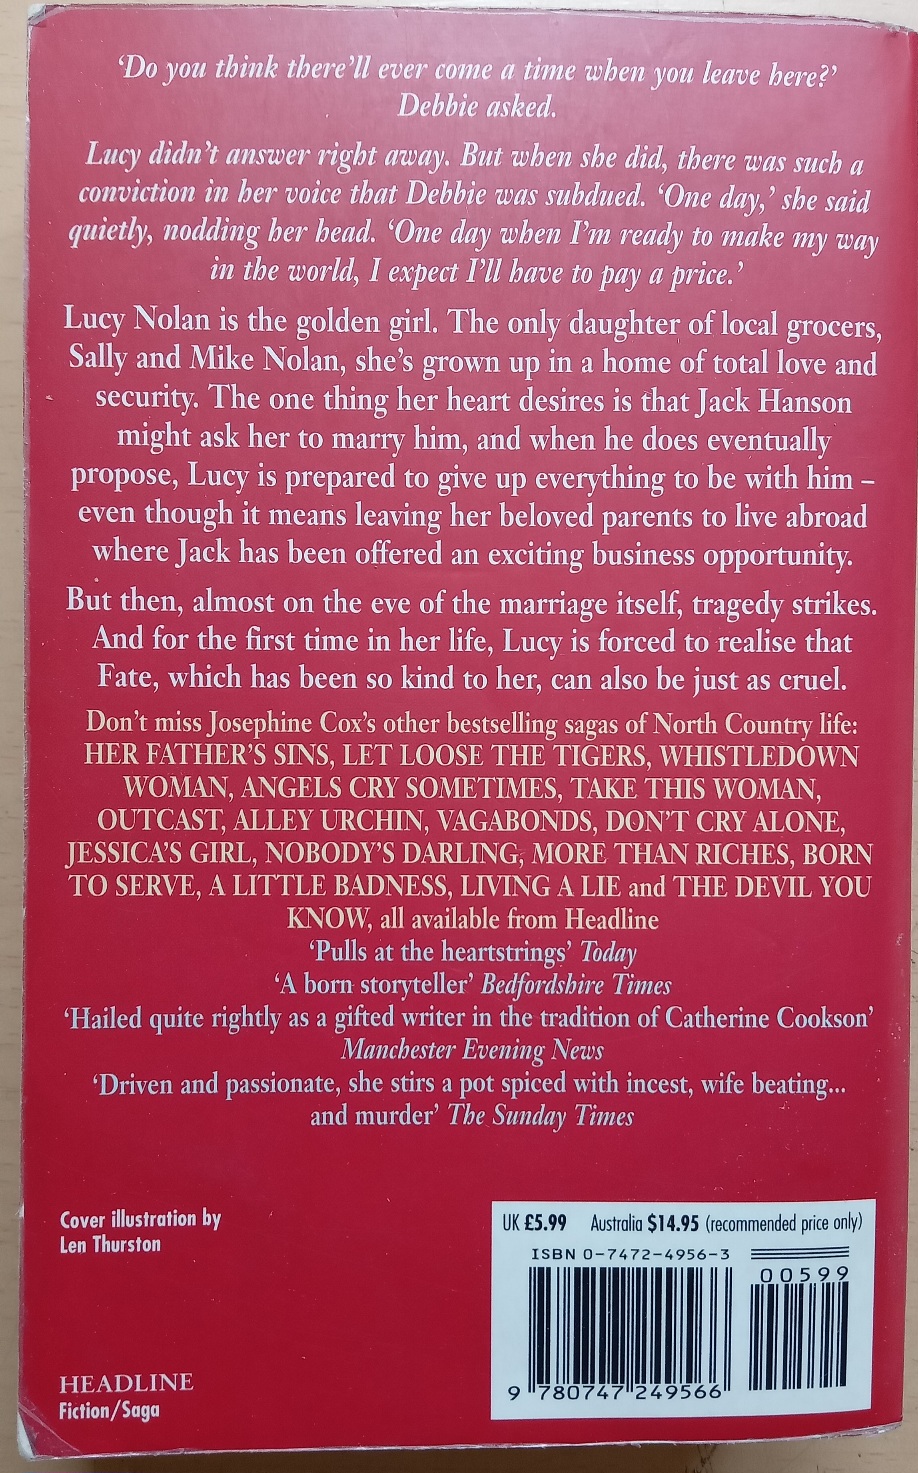 ‘Do you think there’ll ever come a time when you leave here?’
Debbie asked.
Lucy didn’t answer right away. But when she did, there was such a
conviction in her voice that Debbie was subdued. ‘One day,’ she said
quietly, nodding her head. ‘One day when I’m ready to make my way
in the world, I expect I’ll have to pay a price.’
Lucy Nolan is the golden girl. The only daughter of local grocers,
Sally and Mike Nolan, she’s grown up in a home of total love and
security. The one thing her heart desires is that Jack Hanson
might ask her to marry him, and when he does eventually
propose, Lucy is prepared to give up everything to be with him –
even though it means leaving her beloved parents to live abroad
where Jack has been offered an exciting business opportunity.
But then, almost on the eve of the marriage itself, tragedy strikes.
And for the first time in her life, Lucy is forced to realise that
Fate, which has been so kind to her, can also be just as cruel.
Don’t miss Josephine Cox’s other bestselling sagas of North Country life:
HER FATHER’S SINS, LET LOOSE THE TIGERS, WHISTLEDOWN
WOMAN, ANGELS CRY SOMETIMES, TAKE THIS WOMAN,
OUTCAST, ALLEY URCHIN, VAGABONDS, DON’T CRY ALONE,
JESSICA’S GIRL, NOBODY’S DARLING, MORE THAN RICHES, BORN
TO SERVE, A LITTLE BADNESS, LIVING A LIE and THE DEVIL YOU
KNOW, all available from Headline
‘Pulls at the heartstrings’ Today
‘A born storyteller’ Bedfordshire Times
‘Hailed quite rightly as a gifted writer in the tradition of Catherine Cookson’
Manchester Evening News
‘Driven and passionate, she stirs a pot spiced with incest, wife beating...
and murder’ The Sunday Times
Cover illustration by
Len Thurston
HEADLINE
Fiction/Saga
UK £5.99 Australia $14.95 (recommended price only)
ISBN 0-7472-4956-3
00599
9 780747 249566